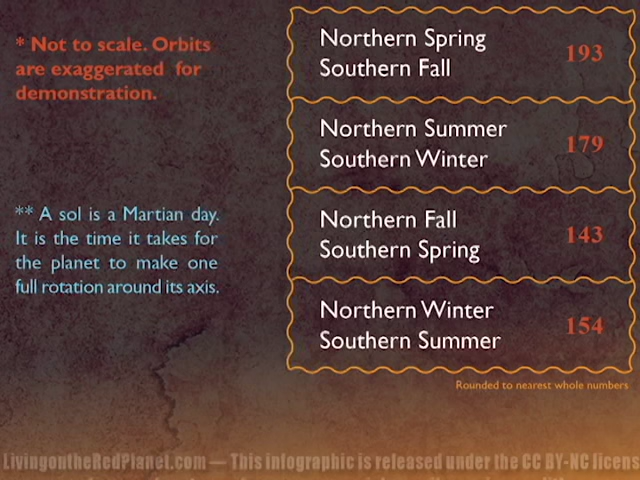 * Not to scale. Orbits
are exaggerated for
demonstration.
** A sol is a Martian day.
It is the time it takes for
the planet to make one
full rotation around its axis.
Northern Spring
Southern Fall
193
Northern Summer
Southern Winter
179
Northern Fall
Southern Spring
143
Northern Winter
Southern Summer
154
Rounded to nearest whole numbers
LivingontheRedPlanet.com — This infographic is released under the CC BY-NC licens